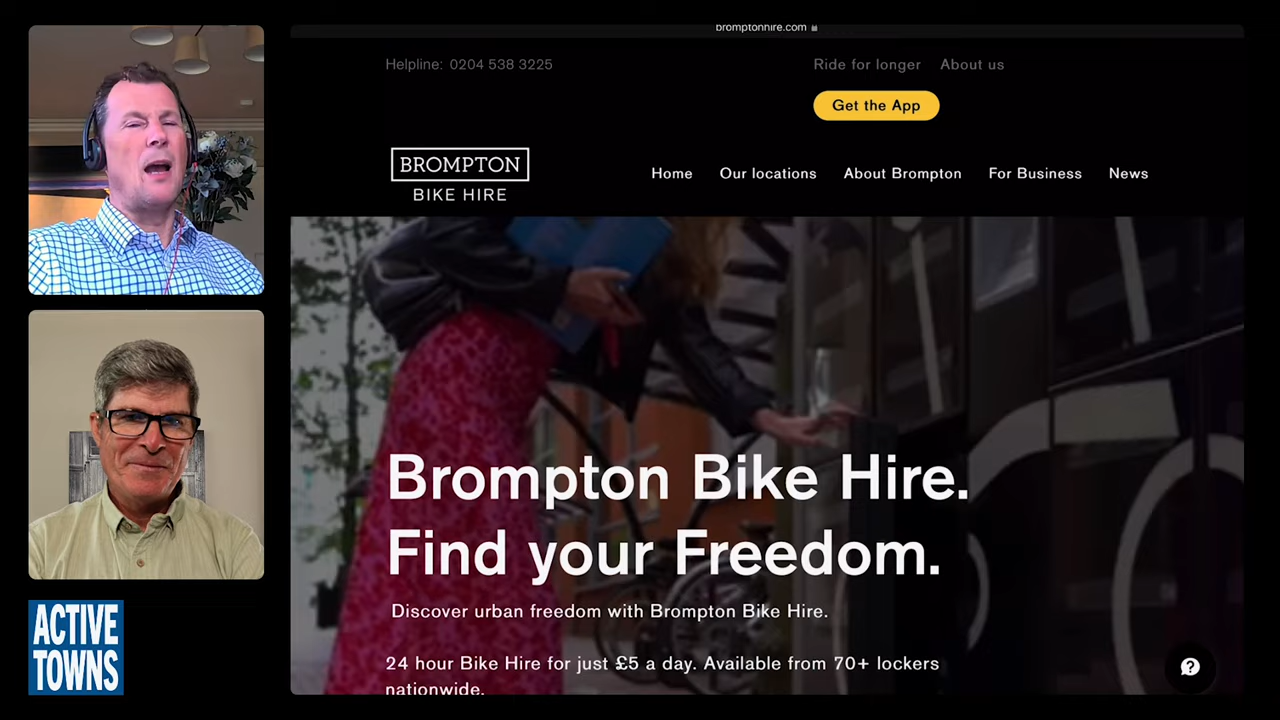 bromptonhire.com
Helpline: 0204 538 3225
Ride for longer
About us
Get the App
BROMPTON
BIKE HIRE
Home
Our locations
About Brompton
For Business
News
Brompton Bike Hire.
Find your Freedom.
Discover urban freedom with Brompton Bike Hire.
24 hour Bike Hire for just £5 a day. Available from 70+ lockers
nationwide.
ACTIVE
TOWNS